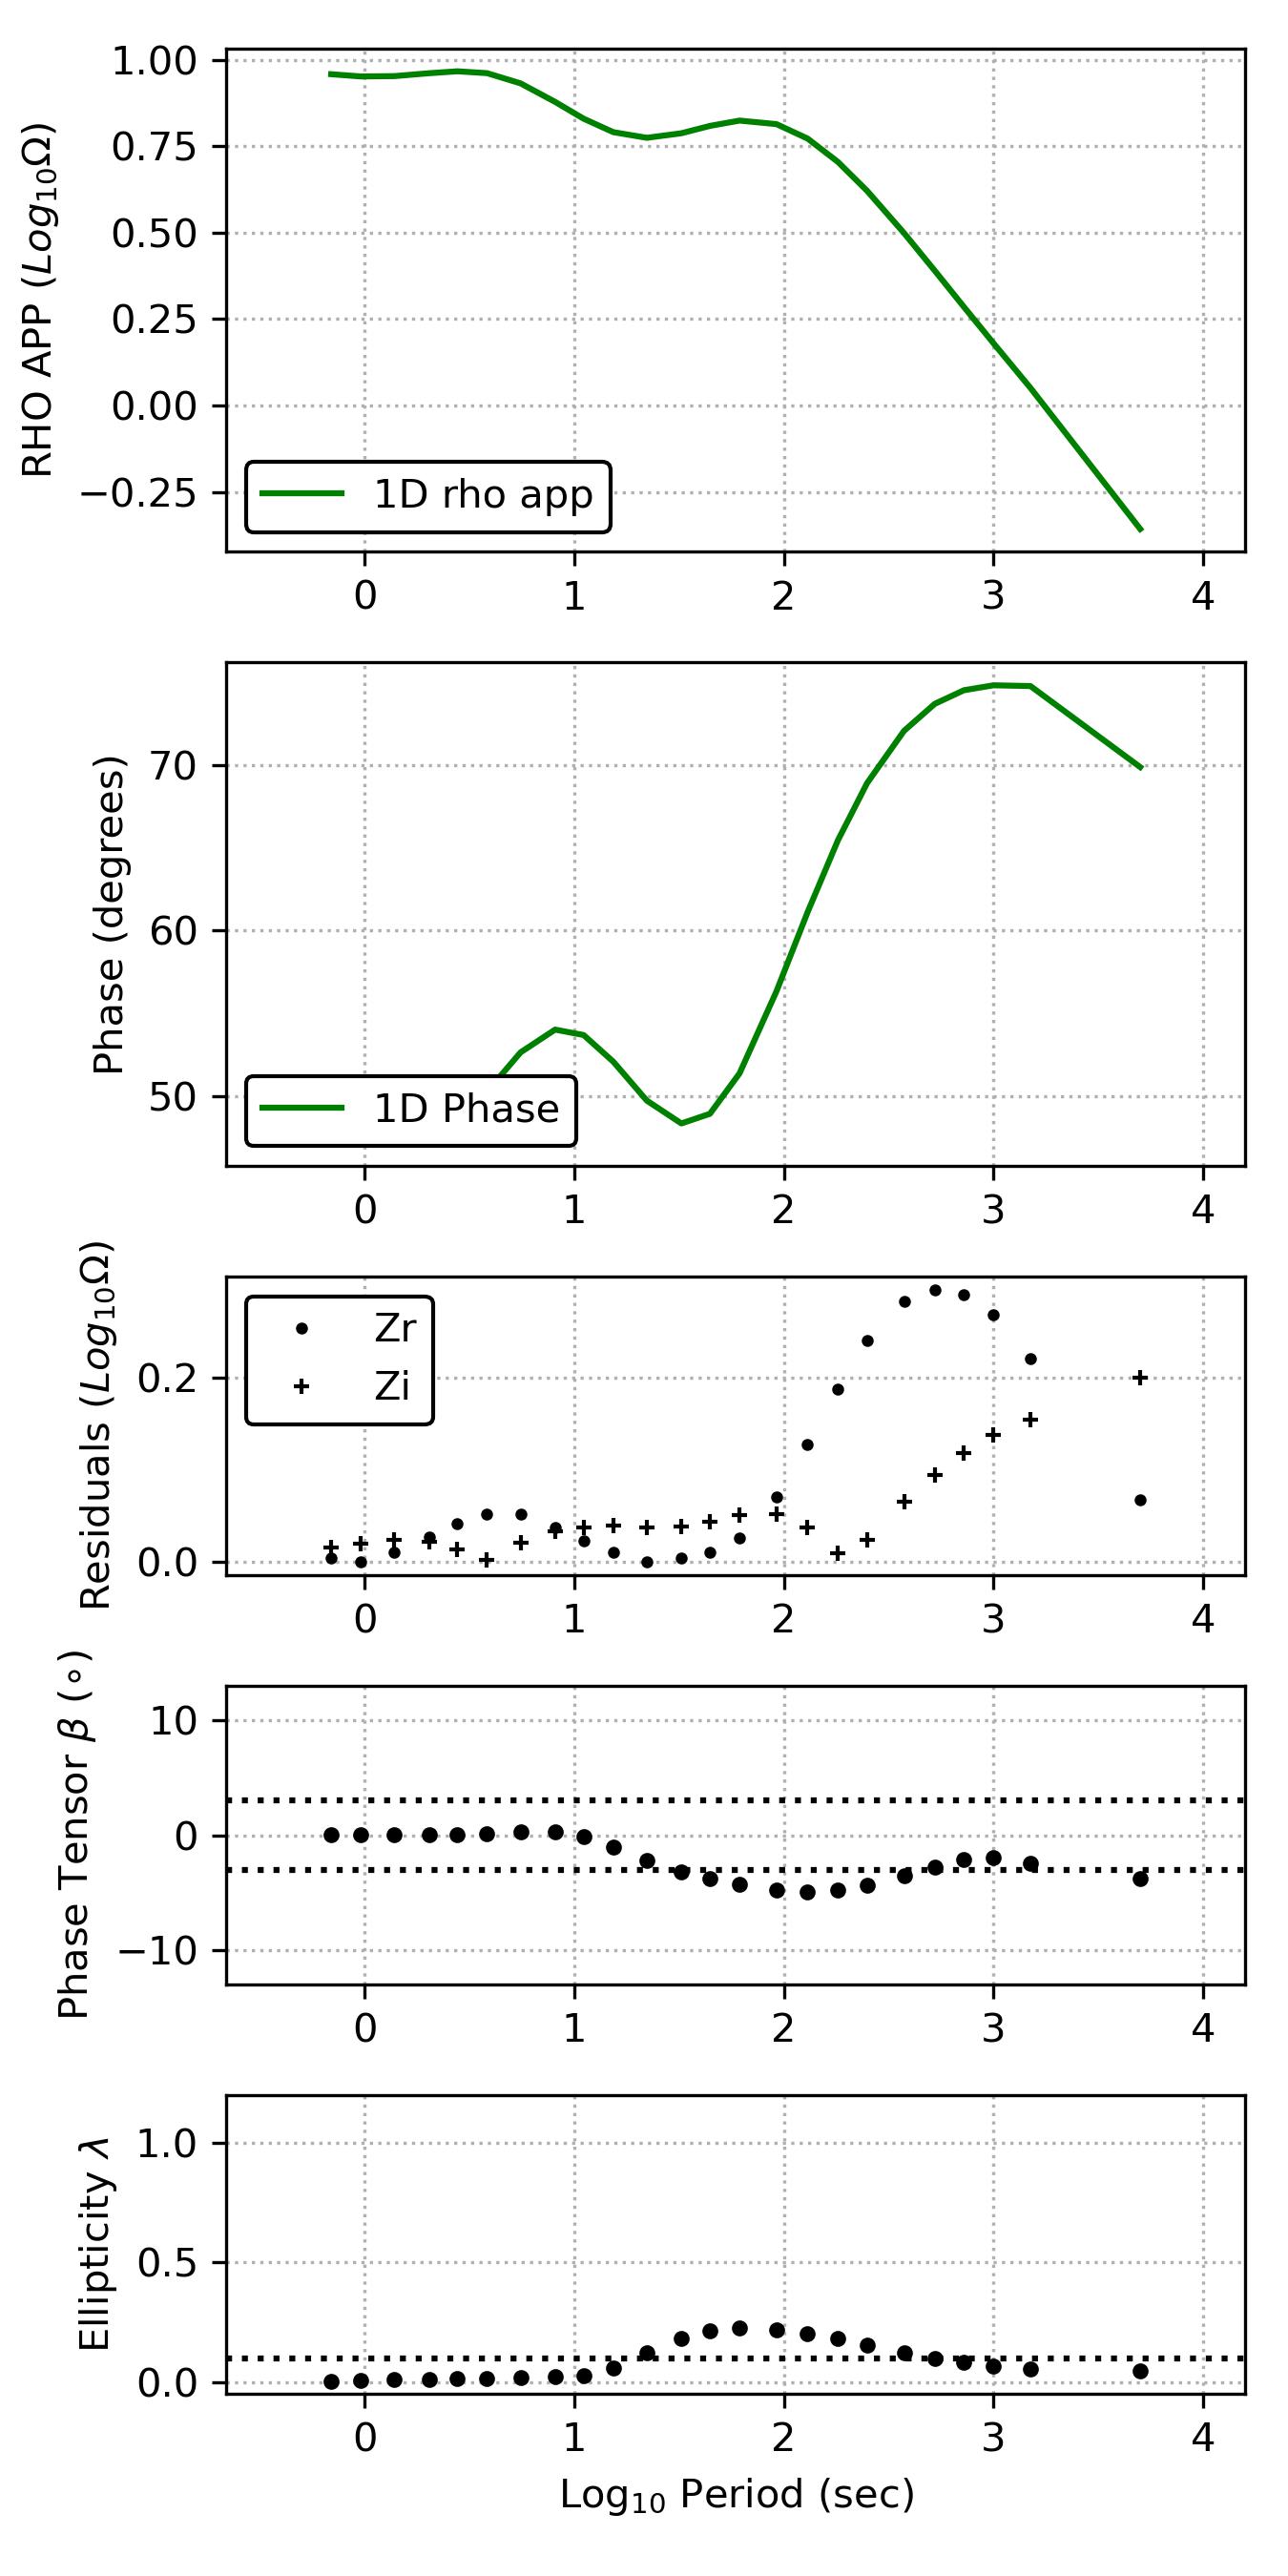 RHO APP (Log₁₀Ω)
1.00
0.75
0.50
0.25
0.00
−0.25
1D rho app
0 1 2 3 4
Phase (degrees)
70
60
50
1D Phase
0 1 2 3 4
Residuals (Log₁₀Ω)
0.2
0.0
Zr
Zi
0 1 2 3 4
Phase Tensor β (∘)
10
0
−10
0 1 2 3 4
Ellipticity λ
1.0
0.5
0.0
0 1 2 3 4
Log₁₀ Period (sec)